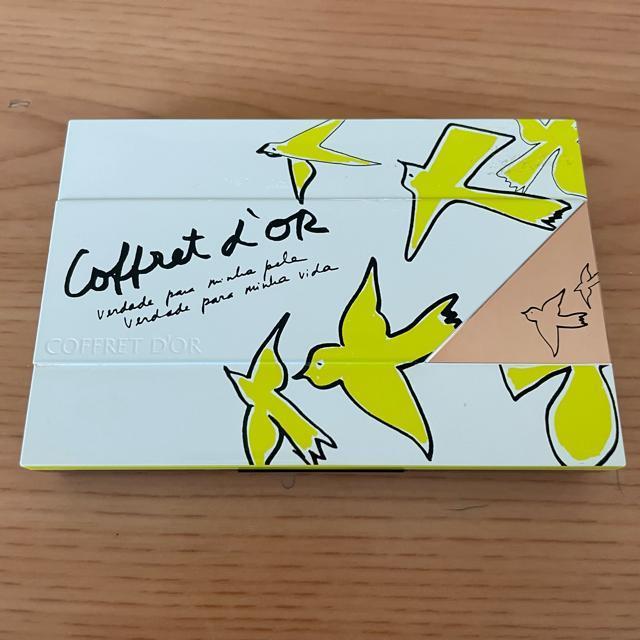 Coffret d'OR
verdade para minha pele
verdade para minha vida
COFFRET D'OR